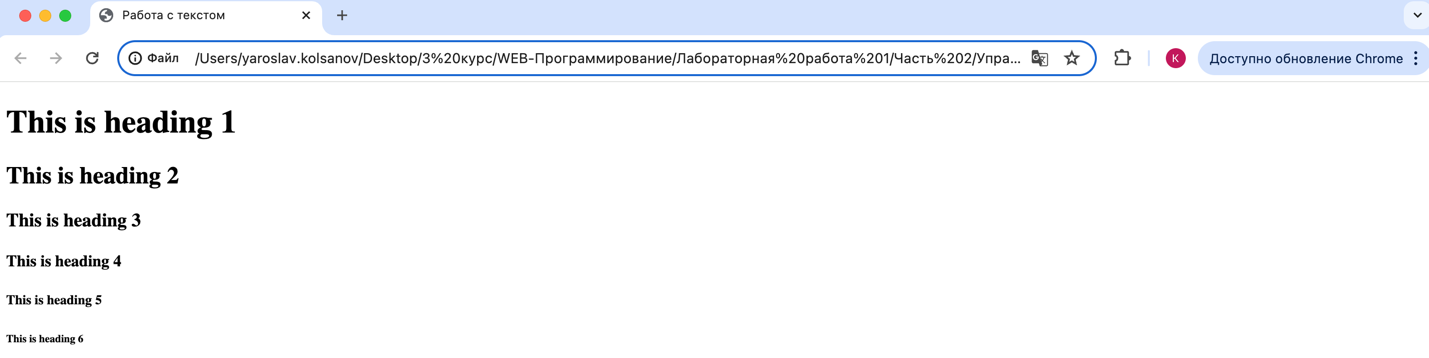 Работа с текстом
Файл /Users/yaroslav.kolsanov/Desktop/3%20курс/WEB-Программирование/Лабораторная%20работа%201/Часть%202/Упра... K Доступно обновление Chrome
This is heading 1
This is heading 2
This is heading 3
This is heading 4
This is heading 5
This is heading 6